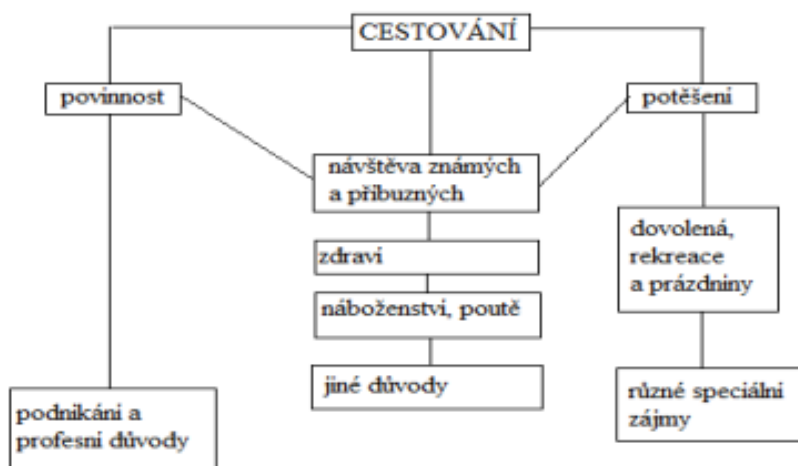 CESTOVÁNÍ
povinnost
potěšení
návštěva známých
a příbuzných
zdraví
náboženství, poutě
jiné důvody
dovolená,
rekreace
a prázdniny
podnikání a
profesní důvody
různé speciální
zájmy